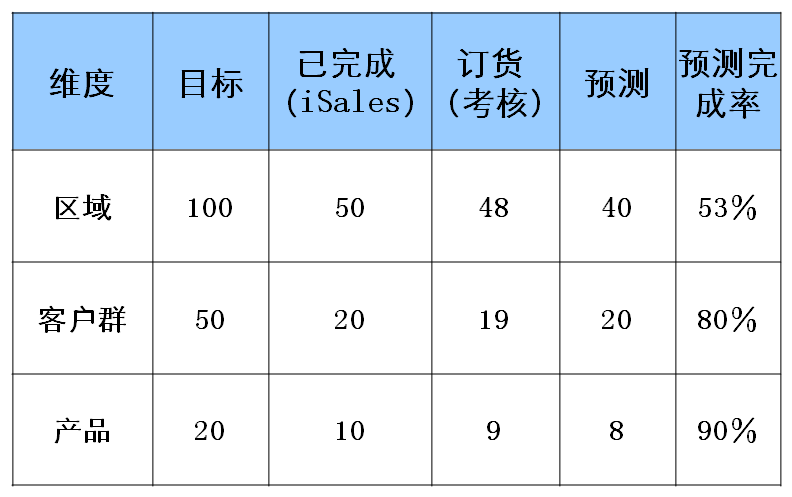 维度 目标 已完成 (iSales) 订货 (考核) 预测 预测完成率
区域 100 50 48 40 53%
客户群 50 20 19 20 80%
产品 20 10 9 8 90%